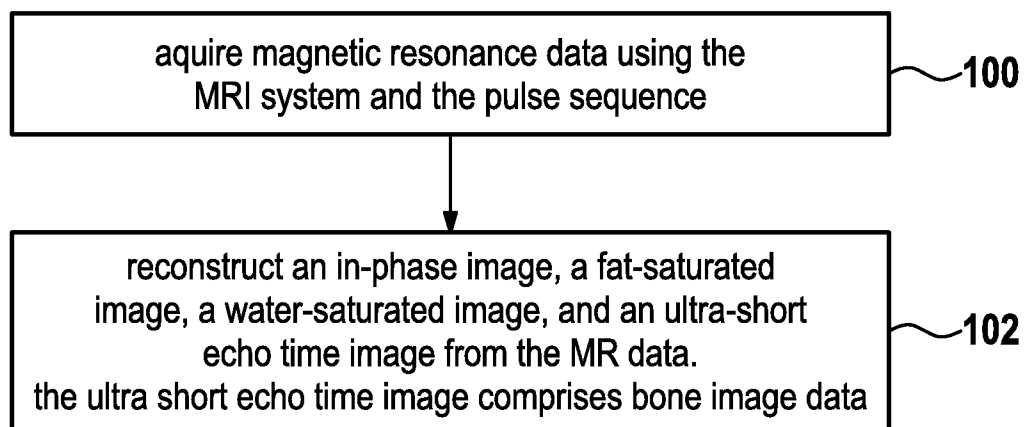 aquire magnetic resonance data using the
MRI system and the pulse sequence
100
reconstruct an in-phase image, a fat-saturated
image, a water-saturated image, and an ultra-short
echo time image from the MR data.
the ultra short echo time image comprises bone image data
102